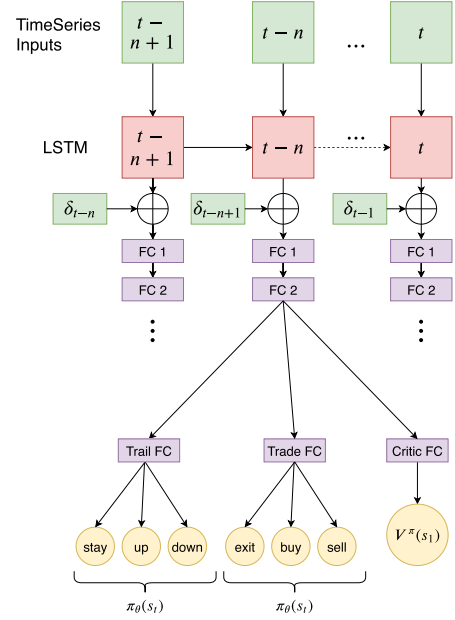 TimeSeries
Inputs
t −
n + 1
t − n
...
t
LSTM
t −
n + 1
t − n
...
t
δt−n
δt−n+1
δt−1
FC 1
FC 1
FC 1
FC 2
FC 2
FC 2
Trail FC
Trade FC
Critic FC
stay
up
down
exit
buy
sell
V^π(s₁)
πθ(st)
πθ(st)